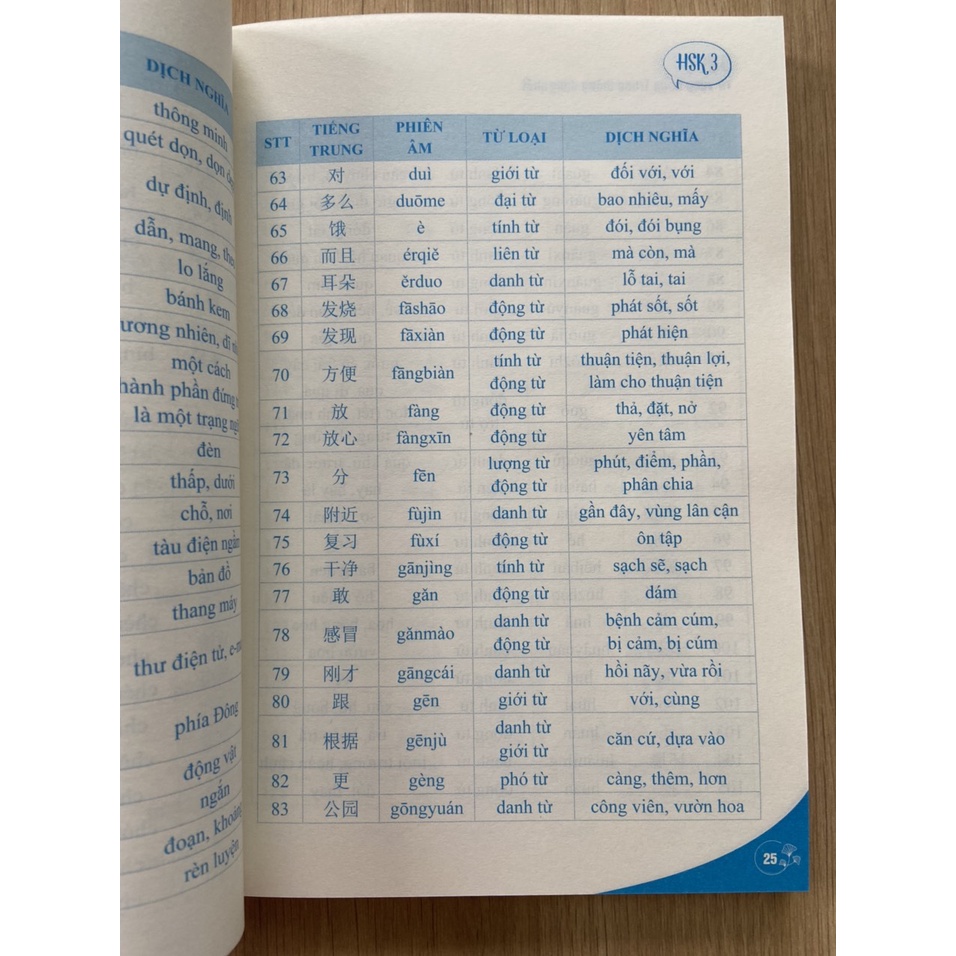 DỊCH NGHĨA
thông minh
quét dọn, dọn
dự định, định
dẫn, mang, theo
lo lắng
bánh kem
ương nhiên, dĩ
một cách
hành phần đứng
là một trạng
đèn
thấp, dưới
chỗ, nơi
tàu điện ngầm
bản đồ
thang máy
thư điện tử,
phía Đông
động vật
ngắn
đoạn, khoảng
rèn luyện
HSK 3
STT TIẾNG TRUNG PHIÊN ÂM TỪ LOẠI DỊCH NGHĨA
63 对 duì giới từ đối với, với
64 多么 duōme đại từ bao nhiêu, mấy
65 饿 è tính từ đói, đói bụng
66 而且 érqiě liên từ mà còn, mà
67 耳朵 ěrduo danh từ lỗ tai, tai
68 发烧 fāshāo động từ phát sốt, sốt
69 发现 fāxiàn động từ phát hiện
70 方便 fāngbiàn tính từ động từ thuận tiện, thuận lợi, làm cho thuận tiện
71 放 fàng động từ thả, đặt, nở
72 放心 fàngxīn động từ yên tâm
73 分 fēn lượng từ động từ phút, điểm, phần, phân chia
74 附近 fùjìn danh từ gần đây, vùng lân cận
75 复习 fùxí động từ ôn tập
76 干净 gānjìng tính từ sạch sẽ, sạch
77 敢 gǎn động từ dám
78 感冒 gǎnmào danh từ động từ bệnh cảm cúm, bị cảm, bị cúm
79 刚才 gāngcái danh từ hồi nãy, vừa rồi
80 跟 gēn giới từ với, cùng
81 根据 gēnjù danh từ giới từ căn cứ, dựa vào
82 更 gèng phó từ càng, thêm, hơn
83 公园 gōngyuán danh từ công viên, vườn hoa
25